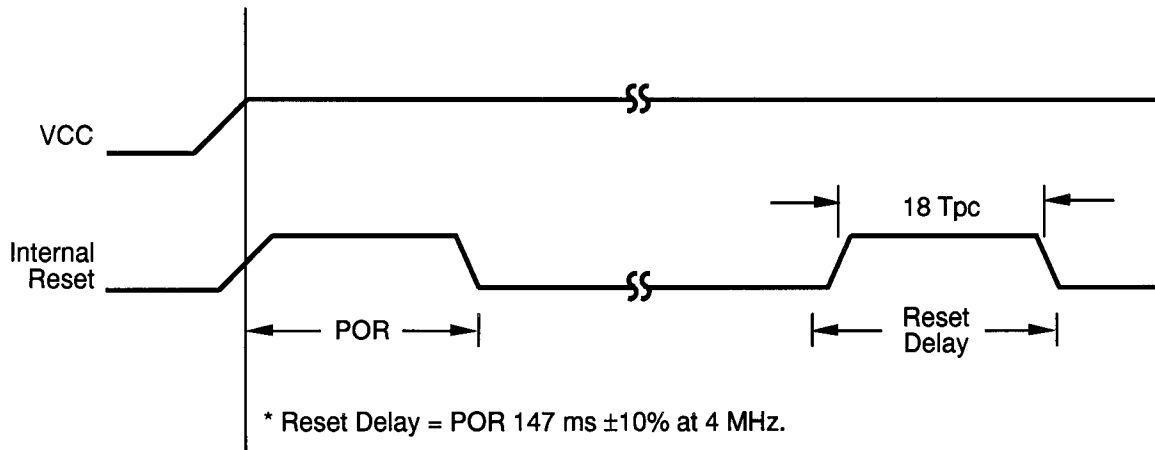 VCC
18 Tpc
Internal
Reset
POR
Reset
Delay
* Reset Delay = POR 147 ms ±10% at 4 MHz.